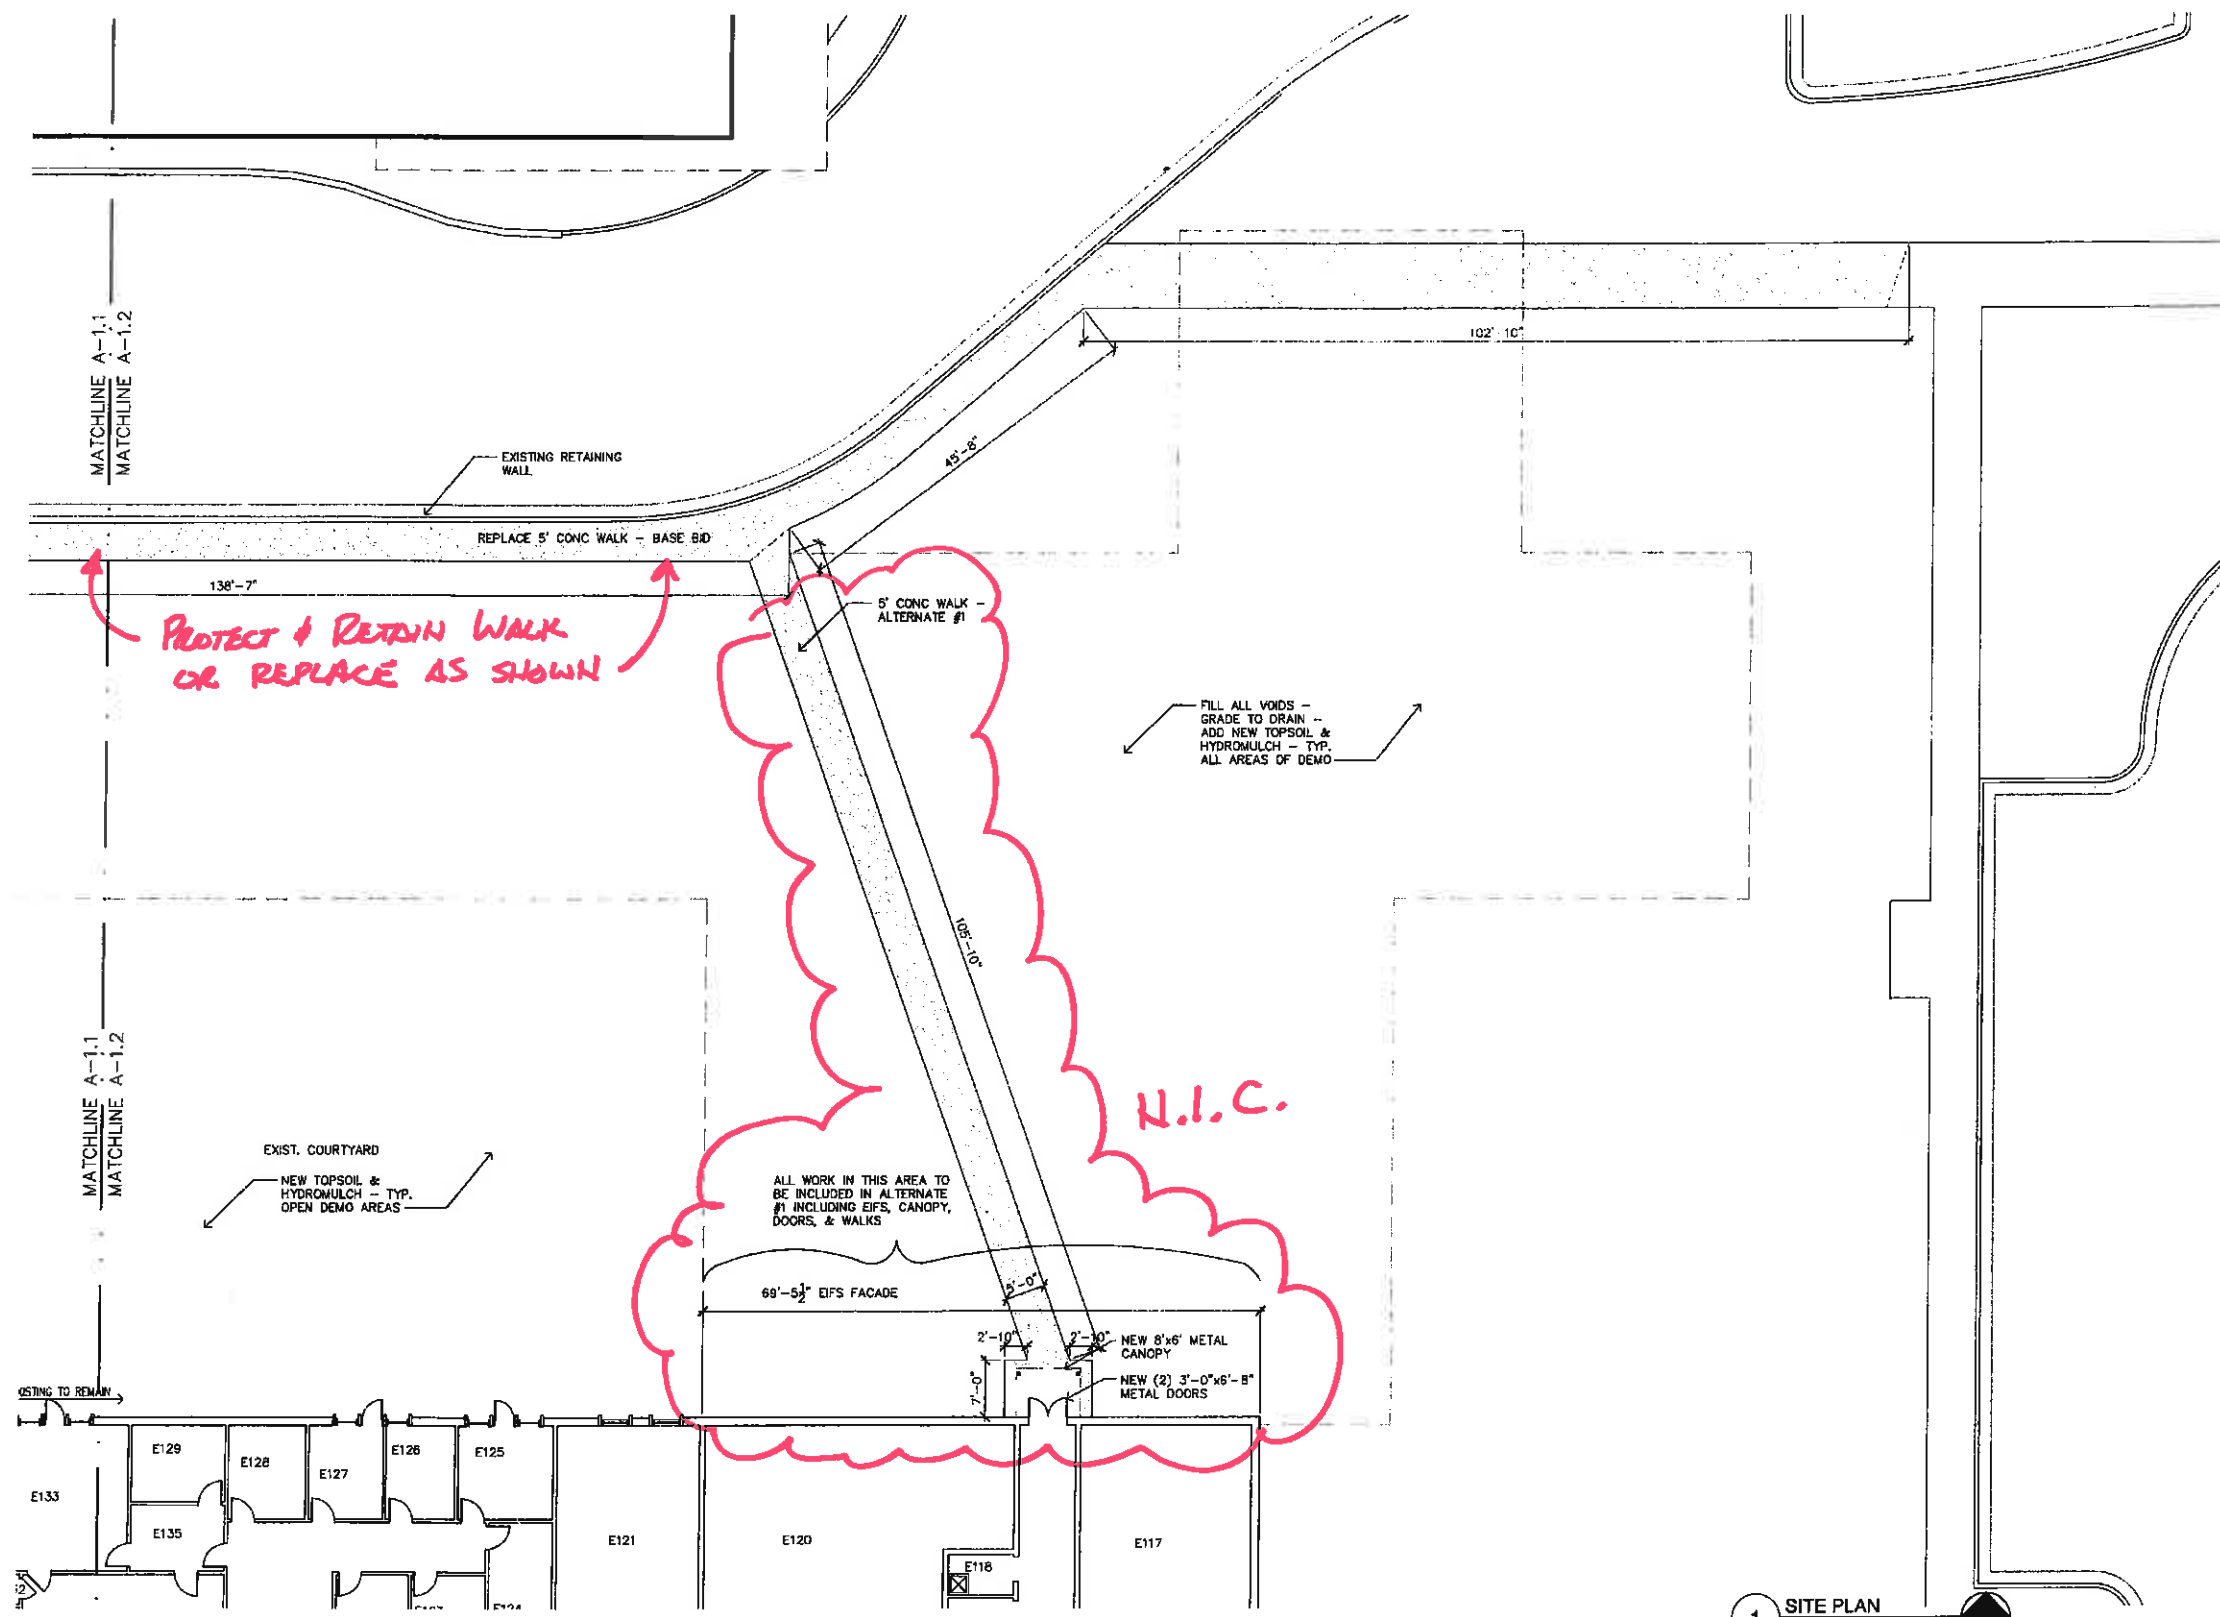 MATCHLINE A-1.1
MATCHLINE A-1.2
102'-10"
45'-8"
EXISTING RETAINING
WALL
REPLACE 5' CONC WALK - BASE BID
138'-7"
PROTECT & RETAIN WALK
OR REPLACE AS SHOWN
5' CONC WALK -
ALTERNATE #1
FILL ALL VOIDS -
GRADE TO DRAIN -
ADD NEW TOPSOIL &
HYDROMULCH - TYP.
ALL AREAS OF DEMO
105'-10"
MATCHLINE A-1.1
MATCHLINE A-1.2
N.I.C.
EXIST. COURTYARD
NEW TOPSOIL &
HYDROMULCH - TYP.
OPEN DEMO AREAS
ALL WORK IN THIS AREA TO
BE INCLUDED IN ALTERNATE
#1 INCLUDING EIFS, CANOPY,
DOORS, & WALKS
69'-5½" EIFS FACADE
5'-0"
2'-10"
2'-10"
NEW 8'x6' METAL
CANOPY
7'-0"
NEW (2) 3'-0"x6'-8"
METAL DOORS
TO REMAIN
E129
E128
E127
E126
E125
E133
E135
E121
E120
E118
E117
1
SITE PLAN